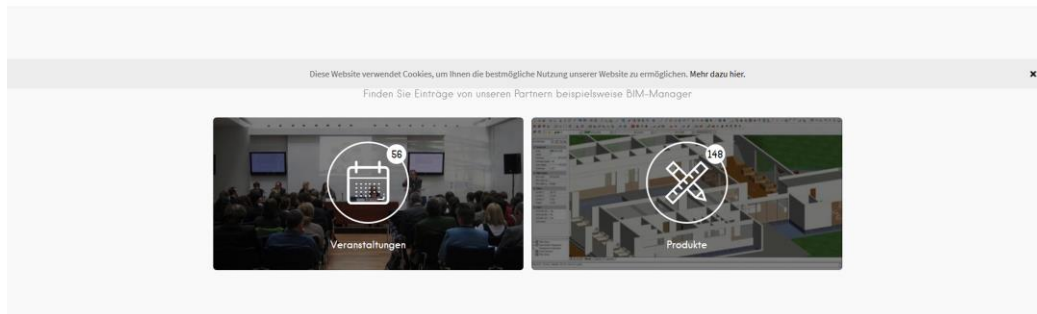 Diese Website verwendet Cookies, um Ihnen die bestmögliche Nutzung unserer Website zu ermöglichen. Mehr dazu hier.
Finden Sie Einträge von unseren Partnern beispielsweise BIM-Manager
56
Veranstaltungen
148
Produkte